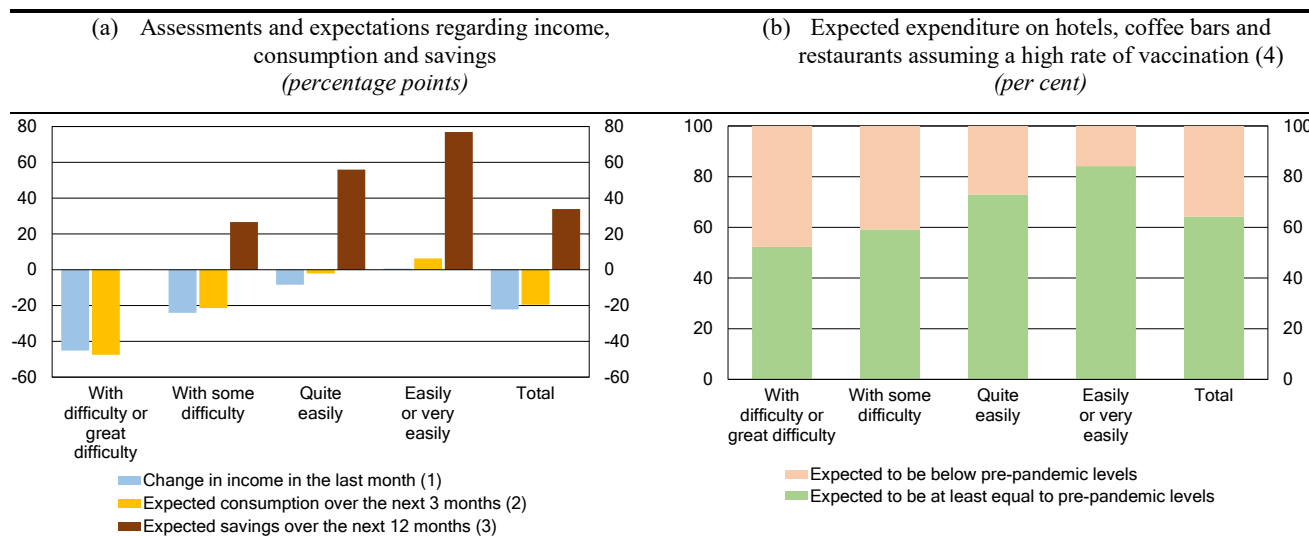 (a) Assessments and expectations regarding income,
consumption and savings
(percentage points)
80 80
60 60
40 40
20 20
0 0
-20 -20
-40 -40
-60 -60
With With some Quite Easily Total
difficulty or difficulty easily or very
great easily
difficulty
Change in income in the last month (1)
Expected consumption over the next 3 months (2)
Expected savings over the next 12 months (3)
(b) Expected expenditure on hotels, coffee bars and
restaurants assuming a high rate of vaccination (4)
(per cent)
100 100
80 80
60 60
40 40
20 20
0 0
With With some Quite Easily Total
difficulty or difficulty easily or very
great difficulty easily
Expected to be below pre-pandemic levels
Expected to be at least equal to pre-pandemic levels